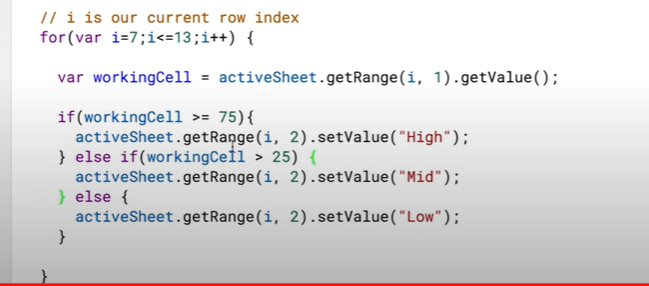 // i is our current row index
for(var i=7;i<=13;i++) {
var workingCell = activeSheet.getRange(i, 1).getValue();
if(workingCell >= 75){
activeSheet.getRange(i, 2).setValue("High");
} else if(workingCell > 25) {
activeSheet.getRange(i, 2).setValue("Mid");
} else {
activeSheet.getRange(i, 2).setValue("Low");
}
}